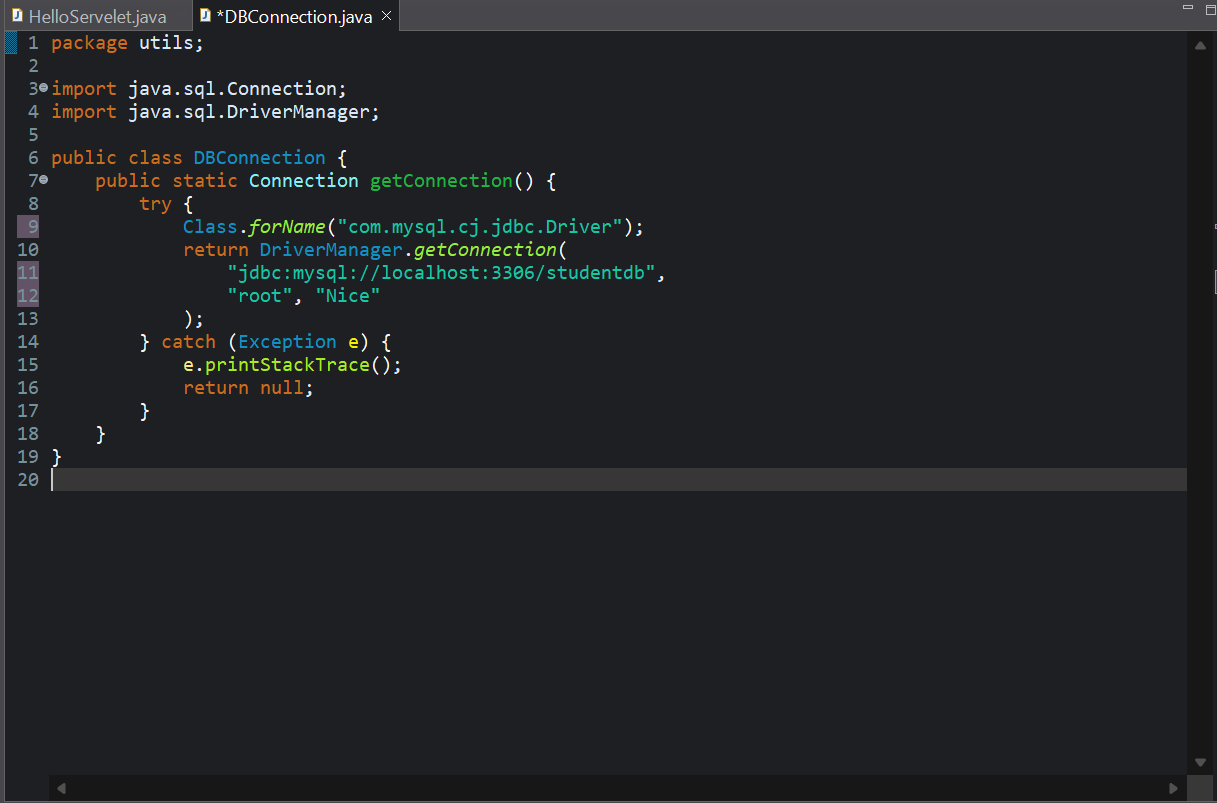 HelloServelet.java *DBConnection.java
1 package utils;
2
3 import java.sql.Connection;
4 import java.sql.DriverManager;
5
6 public class DBConnection {
7 public static Connection getConnection() {
8 try {
9 Class.forName("com.mysql.cj.jdbc.Driver");
10 return DriverManager.getConnection(
11 "jdbc:mysql://localhost:3306/studentdb",
12 "root", "Nice"
13 );
14 } catch (Exception e) {
15 e.printStackTrace();
16 return null;
17 }
18 }
19 }
20